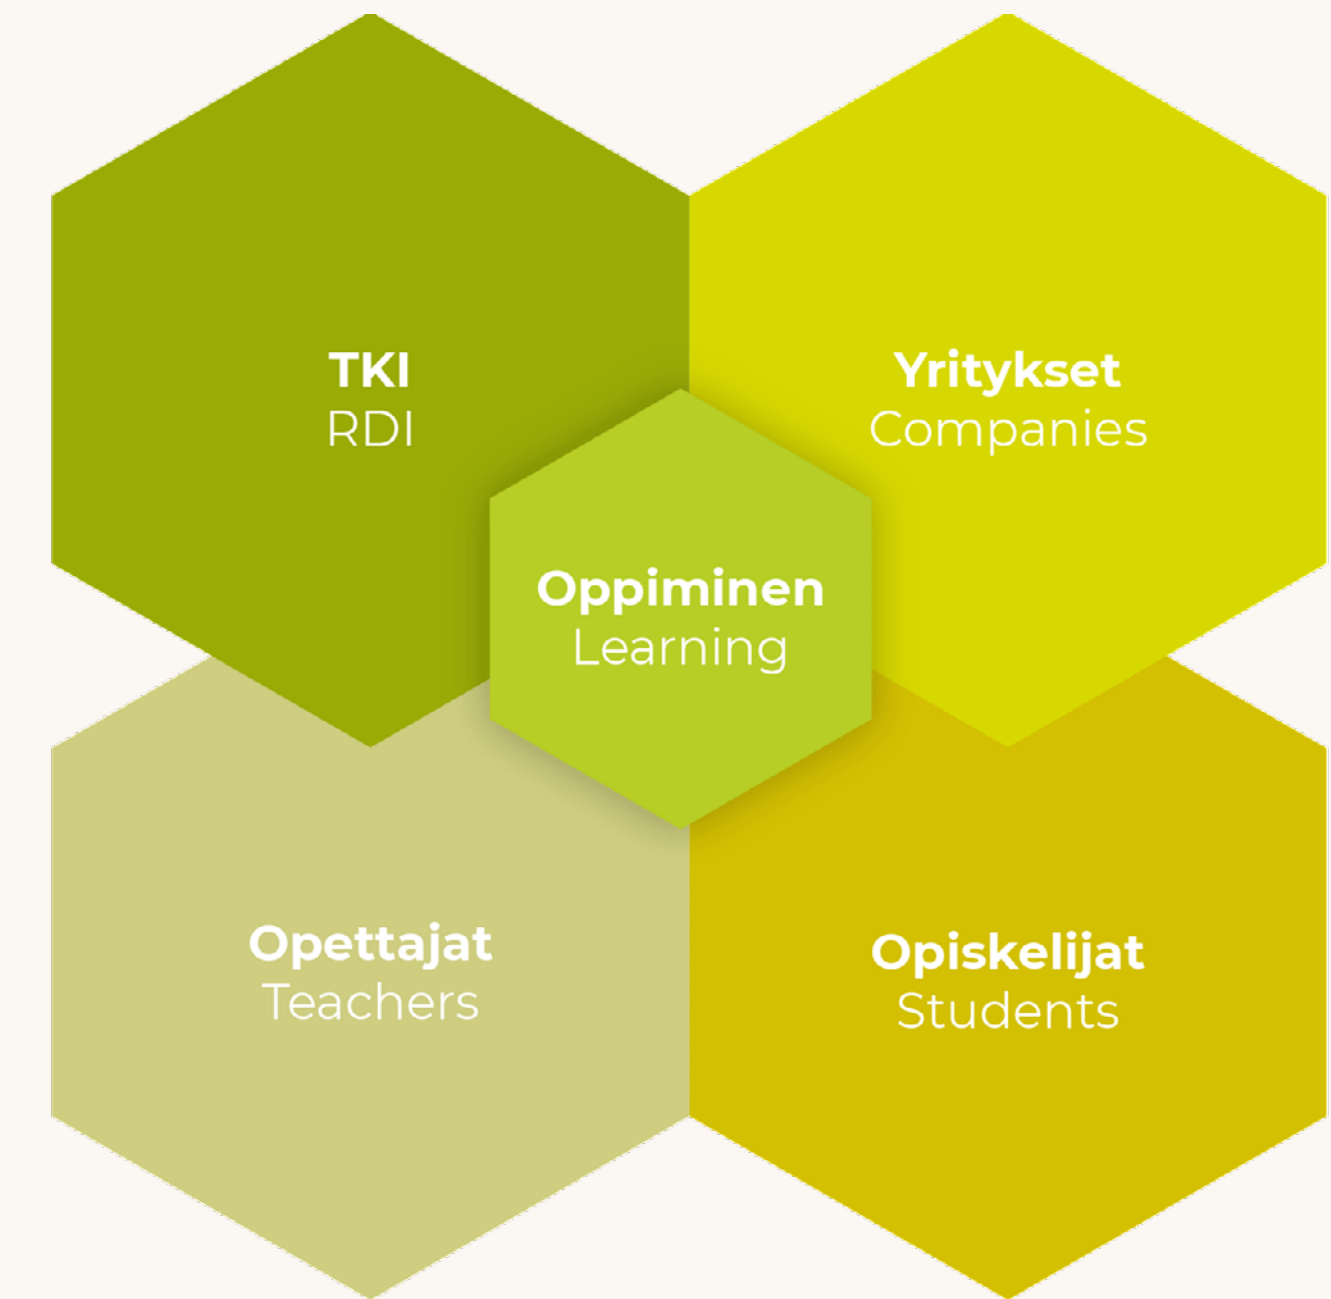 TKI
RDI
Yritykset
Companies
Oppiminen
Learning
Opettajat
Teachers
Opiskelijat
Students